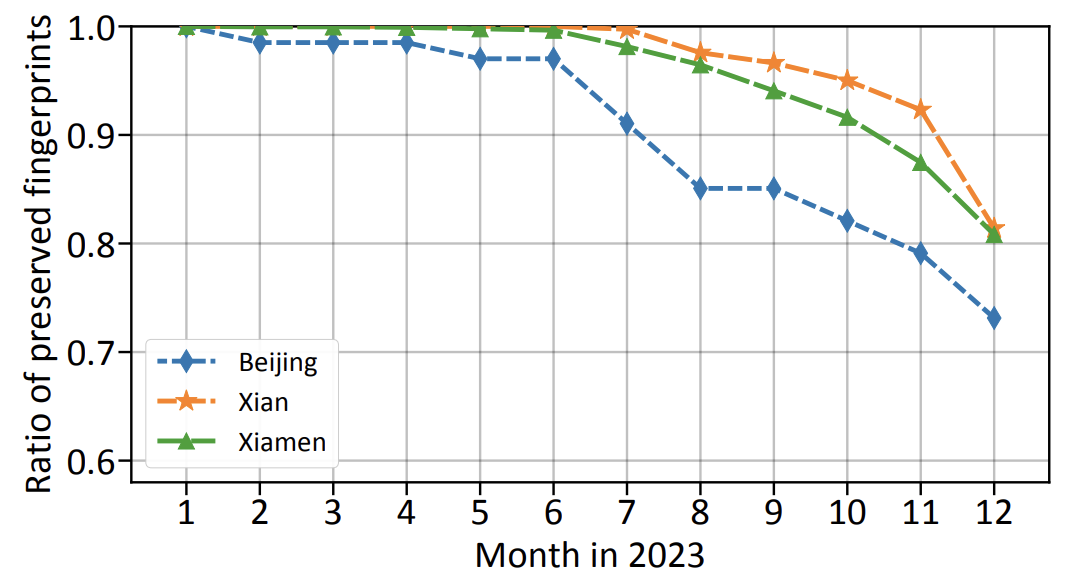 Ratio of preserved fingerprints
1.0
0.9
0.8
0.7
0.6
Beijing
Xian
Xiamen
1 2 3 4 5 6 7 8 9 10 11 12
Month in 2023